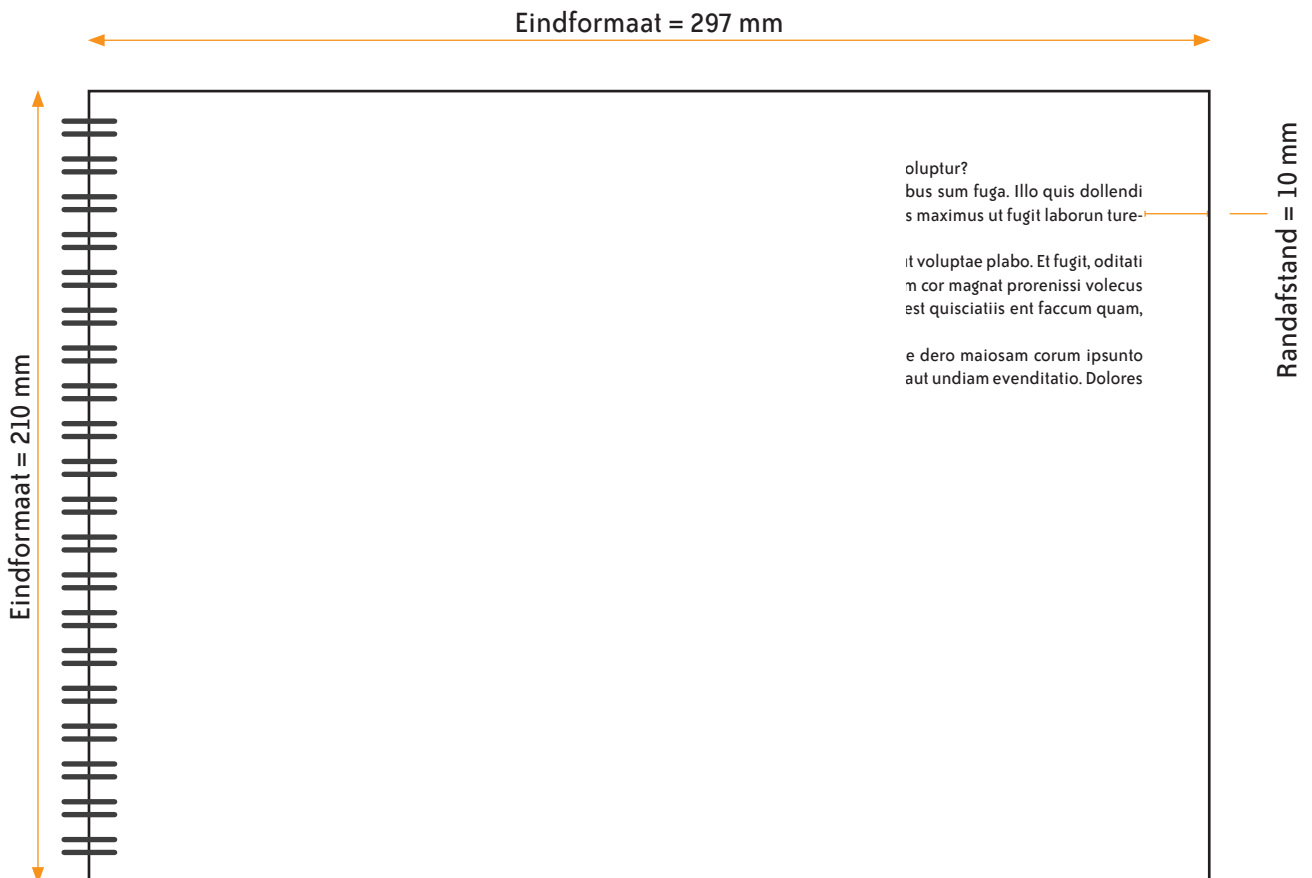 Eindformaat = 297 mm
Eindformaat = 210 mm
Randafstand = 10 mm
oluptur?
bus sum fuga. Illo quis dollendi
s maximus ut fugit laborun ture-
t voluptae plabo. Et fugit, oditati
m cor magnat prorenissi volecus
est quisciatiis ent faccum quam,
e dero maiosam corum ipsunto
aut undiam evenditatio. Dolores